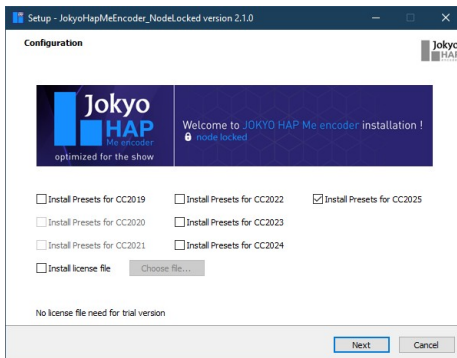 Setup - JokyoHapMeEncoder_NodeLocked version 2.1.0
Configuration
Jokyo
HAP
Jokyo
HAP
Me encoder
optimized for the show
Welcome to JOKYO HAP Me encoder installation !
node locked
Install Presets for CC2019
Install Presets for CC2022
Install Presets for CC2025
Install Presets for CC2020
Install Presets for CC2023
Install Presets for CC2021
Install Presets for CC2024
Install license file
Choose file...
No license file need for trial version
Next
Cancel